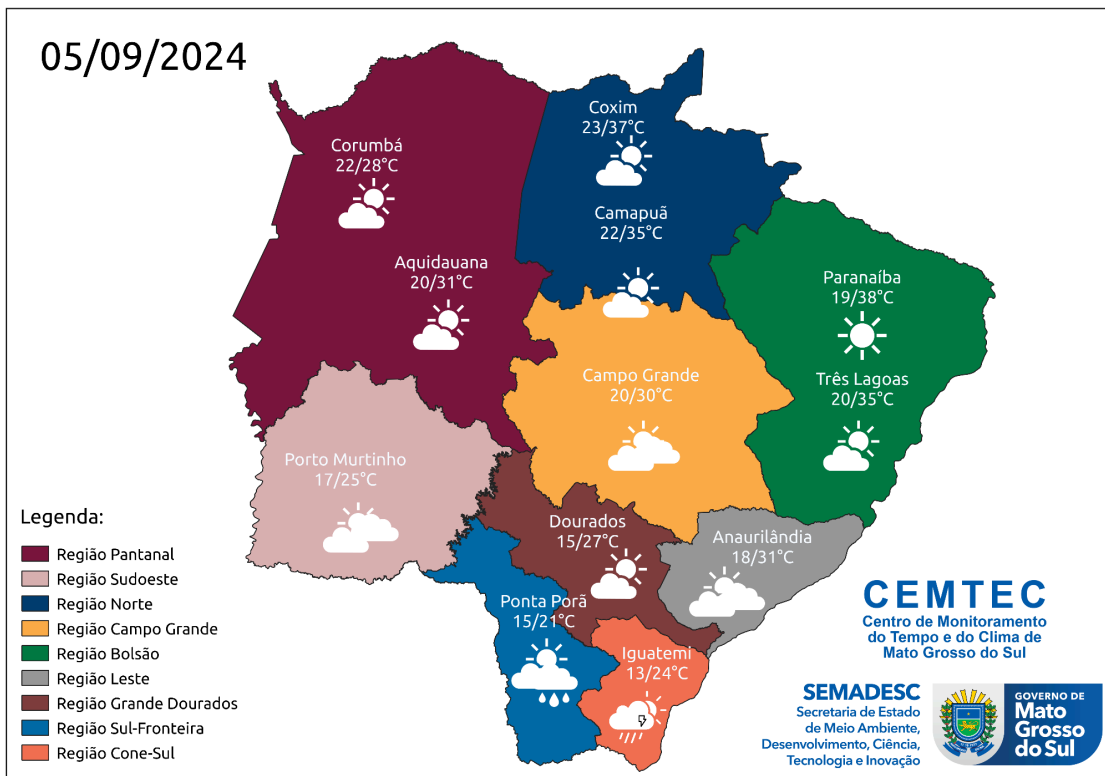 05/09/2024
Coxim
23/37°C
Corumbá
22/28°C
Camapuã
22/35°C
Aquidauana
20/31°C
Paranaíba
19/38°C
Campo Grande
20/30°C
Três Lagoas
20/35°C
Porto Murtinho
17/25°C
Dourados
15/27°C
Anaurilândia
18/31°C
Ponta Porã
15/21°C
Iguatemi
13/24°C
Legenda:
Região Pantanal
Região Sudoeste
Região Norte
Região Campo Grande
Região Bolsão
Região Leste
Região Grande Dourados
Região Sul-Fronteira
Região Cone-Sul
CEMTEC
Centro de Monitoramento
do Tempo e do Clima de
Mato Grosso do Sul
SEMADESC
Secretaria de Estado
de Meio Ambiente,
Desenvolvimento, Ciência,
Tecnologia e Inovação
GOVERNO DE
Mato
Grosso
do Sul